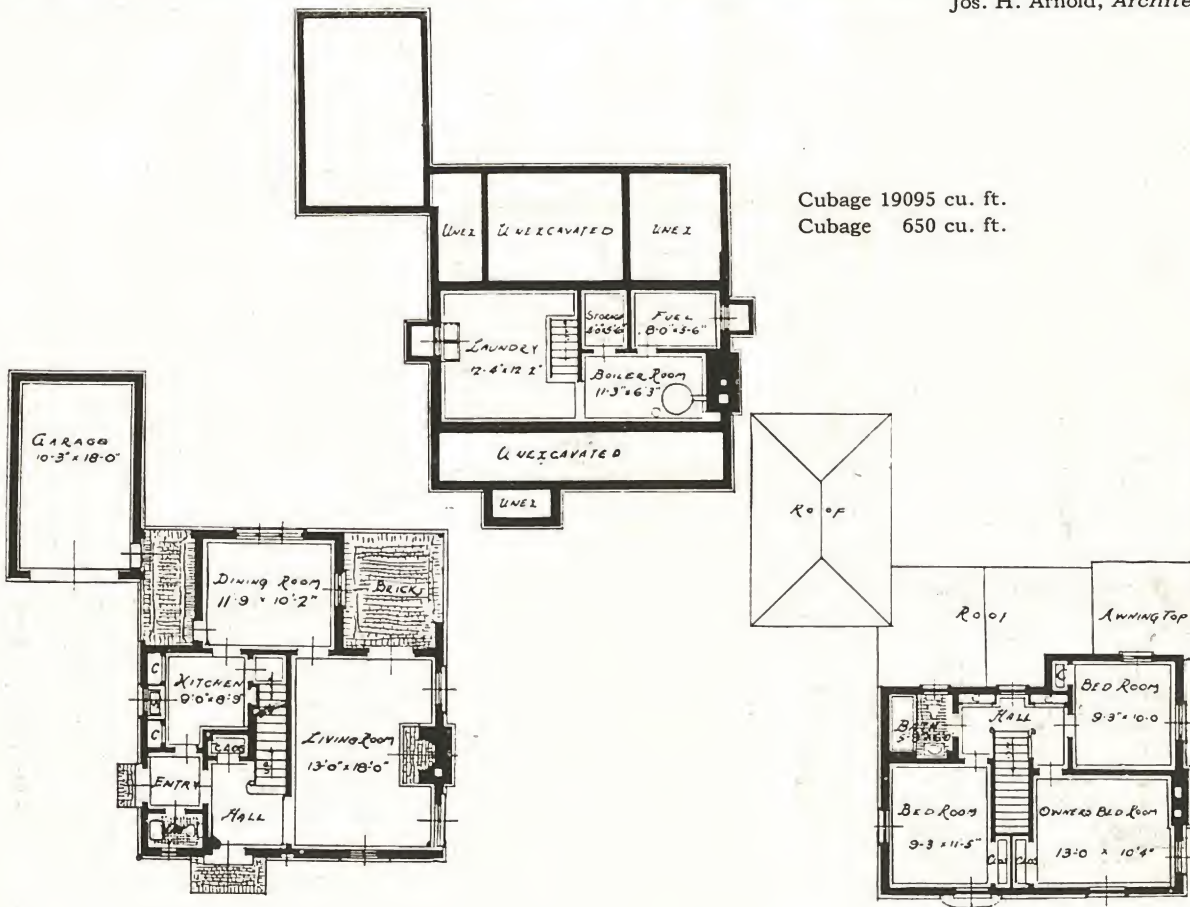 Jos. H. Arnold, Archite
Cubage 19095 cu. ft.
Cubage 650 cu. ft.
UNEX
UNEXCAVATED
UNEX
LAUNDRY
12-4" x 12 2"
FUEL
8-0" x 5-6"
BOILER ROOM
11-3" x 6'3"
UNEXCAVATED
UNEX
GARAGE
10-3" x 18-0"
DINING ROOM
11-9 x 10'-2"
BRICK
C
KITCHEN
9'0" x 8'-9"
C
CLOS
LIVING ROOM
13'-0" x 18'-0"
ENTRY
HALL
ROOF
ROOF
AWNING TOP
BATH
HALL
C
BED ROOM
9-3" x 10-0
BED ROOM
9-3 x 11-5"
CLOS
CLOS
OWNERS BED ROOM
13-0 x 10'4"